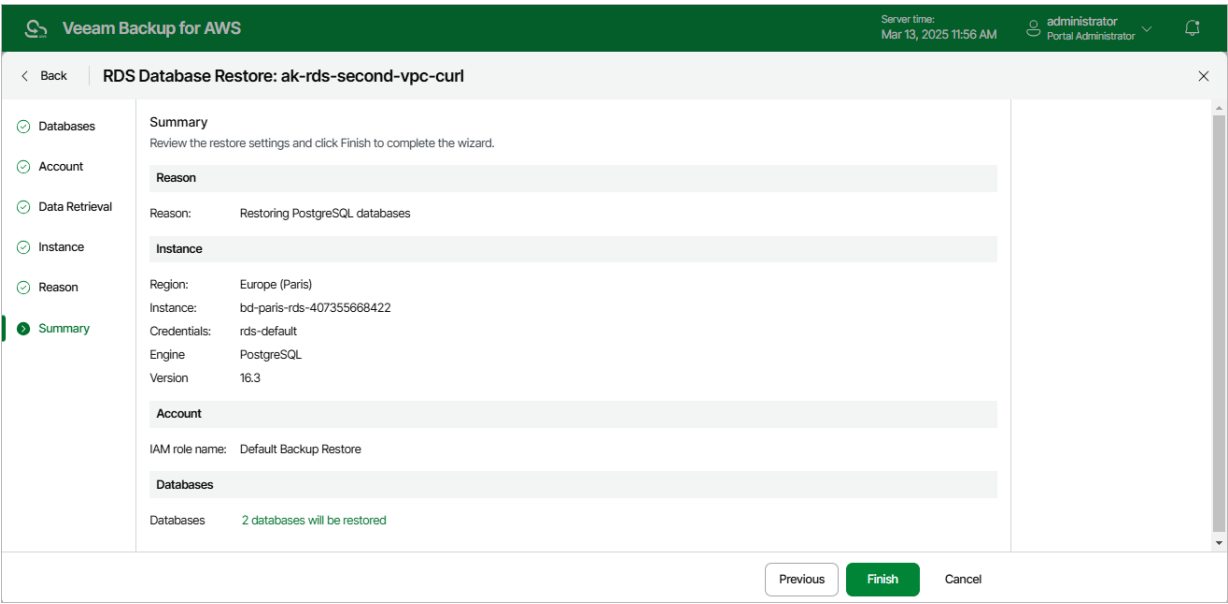 Veeam Backup for AWS
Server time:
Mar 13, 2025 11:56 AM
administrator
Portal Administrator
Back
RDS Database Restore: ak-rds-second-vpc-curl
Databases
Account
Data Retrieval
Instance
Reason
Summary
Summary
Review the restore settings and click Finish to complete the wizard.
Reason
Reason: Restoring PostgreSQL databases
Instance
Region: Europe (Paris)
Instance: bd-paris-rds-407355668422
Credentials: rds-default
Engine PostgreSQL
Version 16.3
Account
IAM role name: Default Backup Restore
Databases
Databases 2 databases will be restored
Previous Finish Cancel